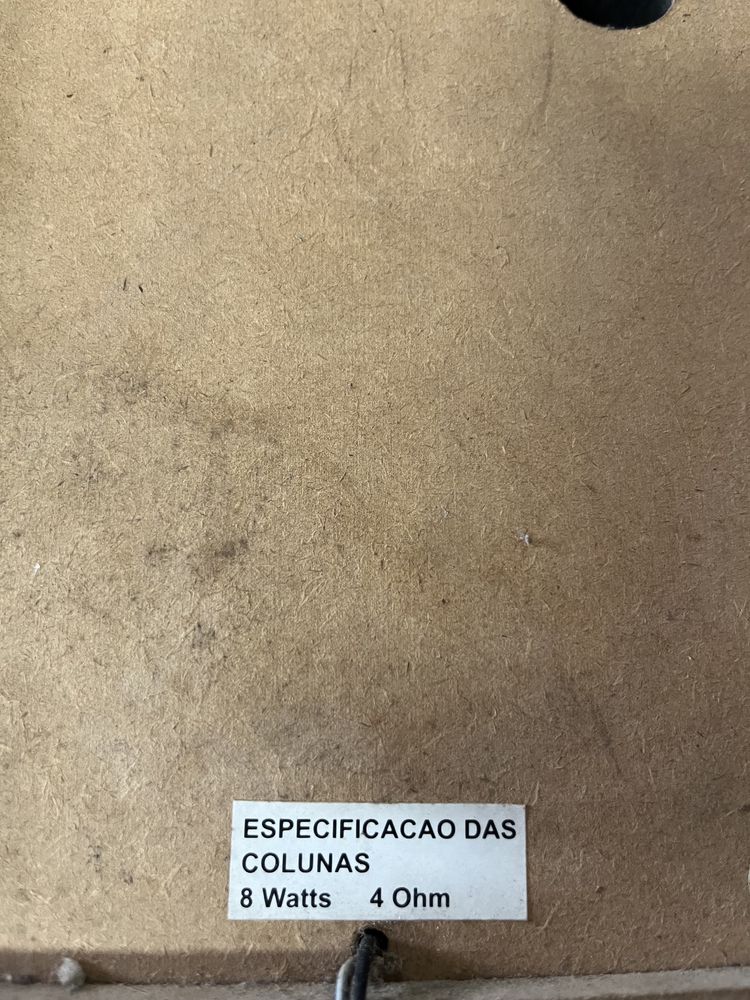 ESPECIFICACAO DAS
COLUNAS
8 Watts 4 Ohm